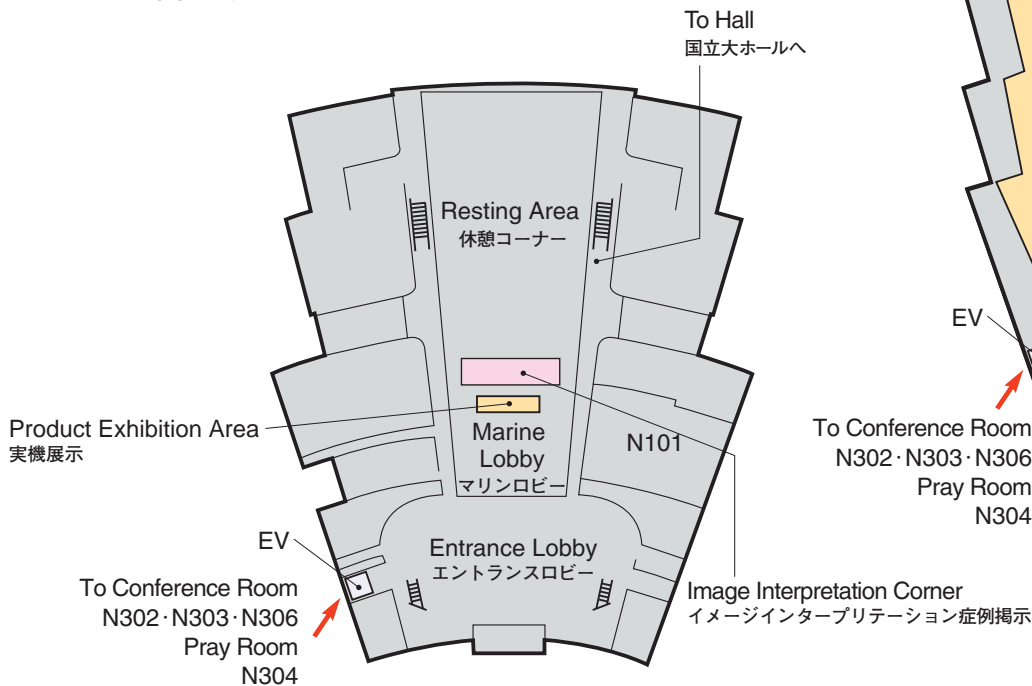 To Hall
国立大ホールへ
Resting Area
休憩コーナー
EV
Product Exhibition Area
実機展示
Marine
Lobby
マリンロビー
N101
To Conference Room
N302·N303·N306
Pray Room
N304
EV
Entrance Lobby
エントランスロビー
To Conference Room
N302·N303·N306
Pray Room
N304
Image Interpretation Corner
イメージインタープリテーション症例掲示